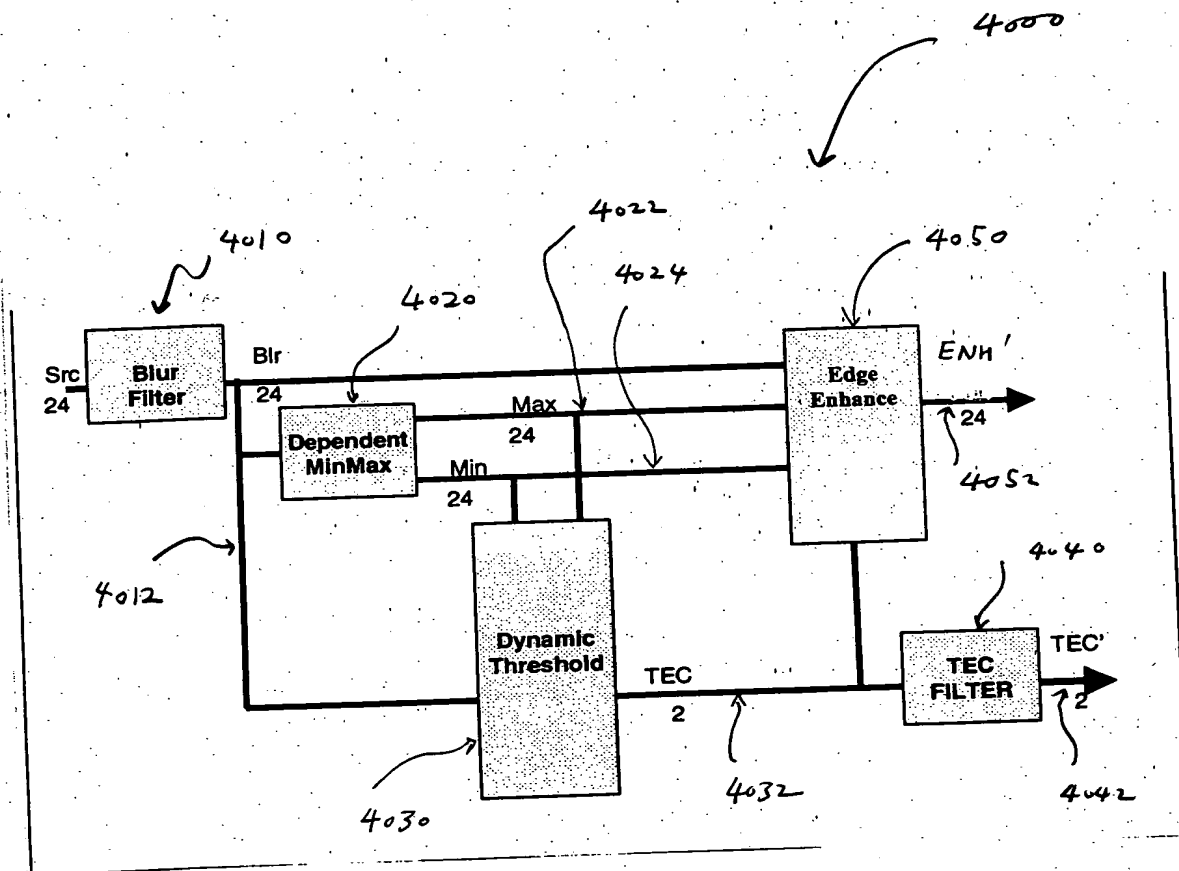 4000
4022
4010
4050
4024
4020
ENH'
Src
24
Blur
Filter
Blr
24
Edge
Enhance
24
Max
24
Dependent
MinMax
Min
24
4052
4012
4040
Dynamic
Threshold
TEC
2
TEC
FILTER
TEC'
2
4030
4032
4042